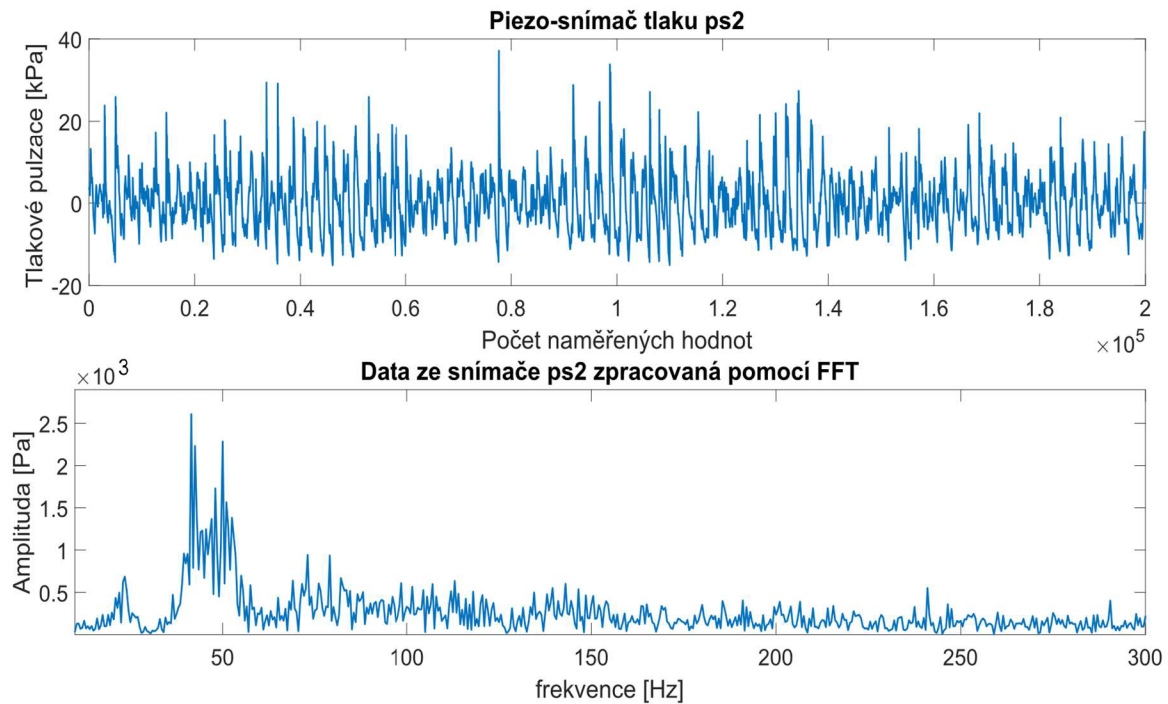 Piezo-snímač tlaku ps2
40
20
0
-20
Tlakové pulzace [kPa]
0 0.2 0.4 0.6 0.8 1 1.2 1.4 1.6 1.8 2
Počet naměřených hodnot
×10^5
Data ze snímače ps2 zpracovaná pomocí FFT
×10^3
2.5
2
1.5
1
0.5
Amplituda [Pa]
50 100 150 200 250 300
frekvence [Hz]